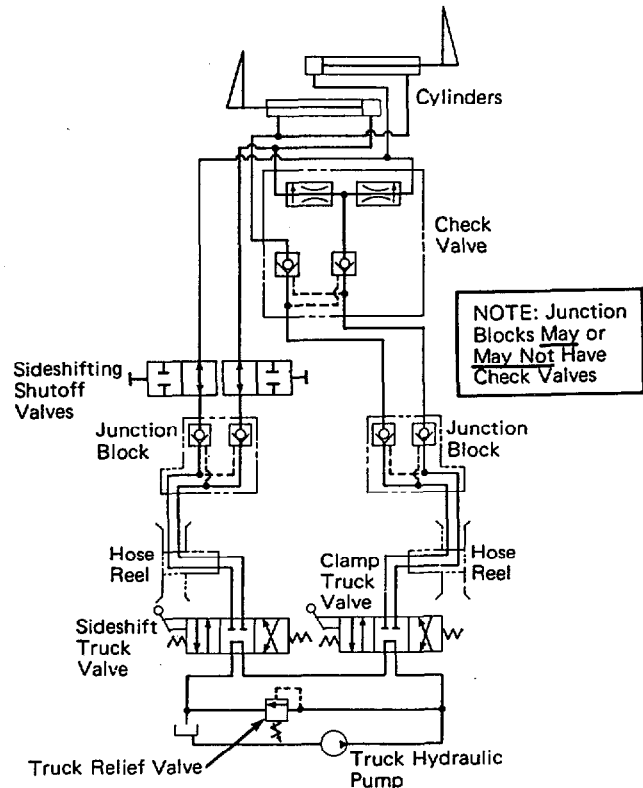 Cylinders
Check
Valve
NOTE: Junction
Blocks May or
May Not Have
Check Valves
Sideshifting
Shutoff
Valves
Junction
Block
Junction
Block
Hose
Reel
Clamp
Truck
Valve
Hose
Reel
Sideshift
Truck
Valve
Truck Relief Valve
Truck Hydraulic
Pump